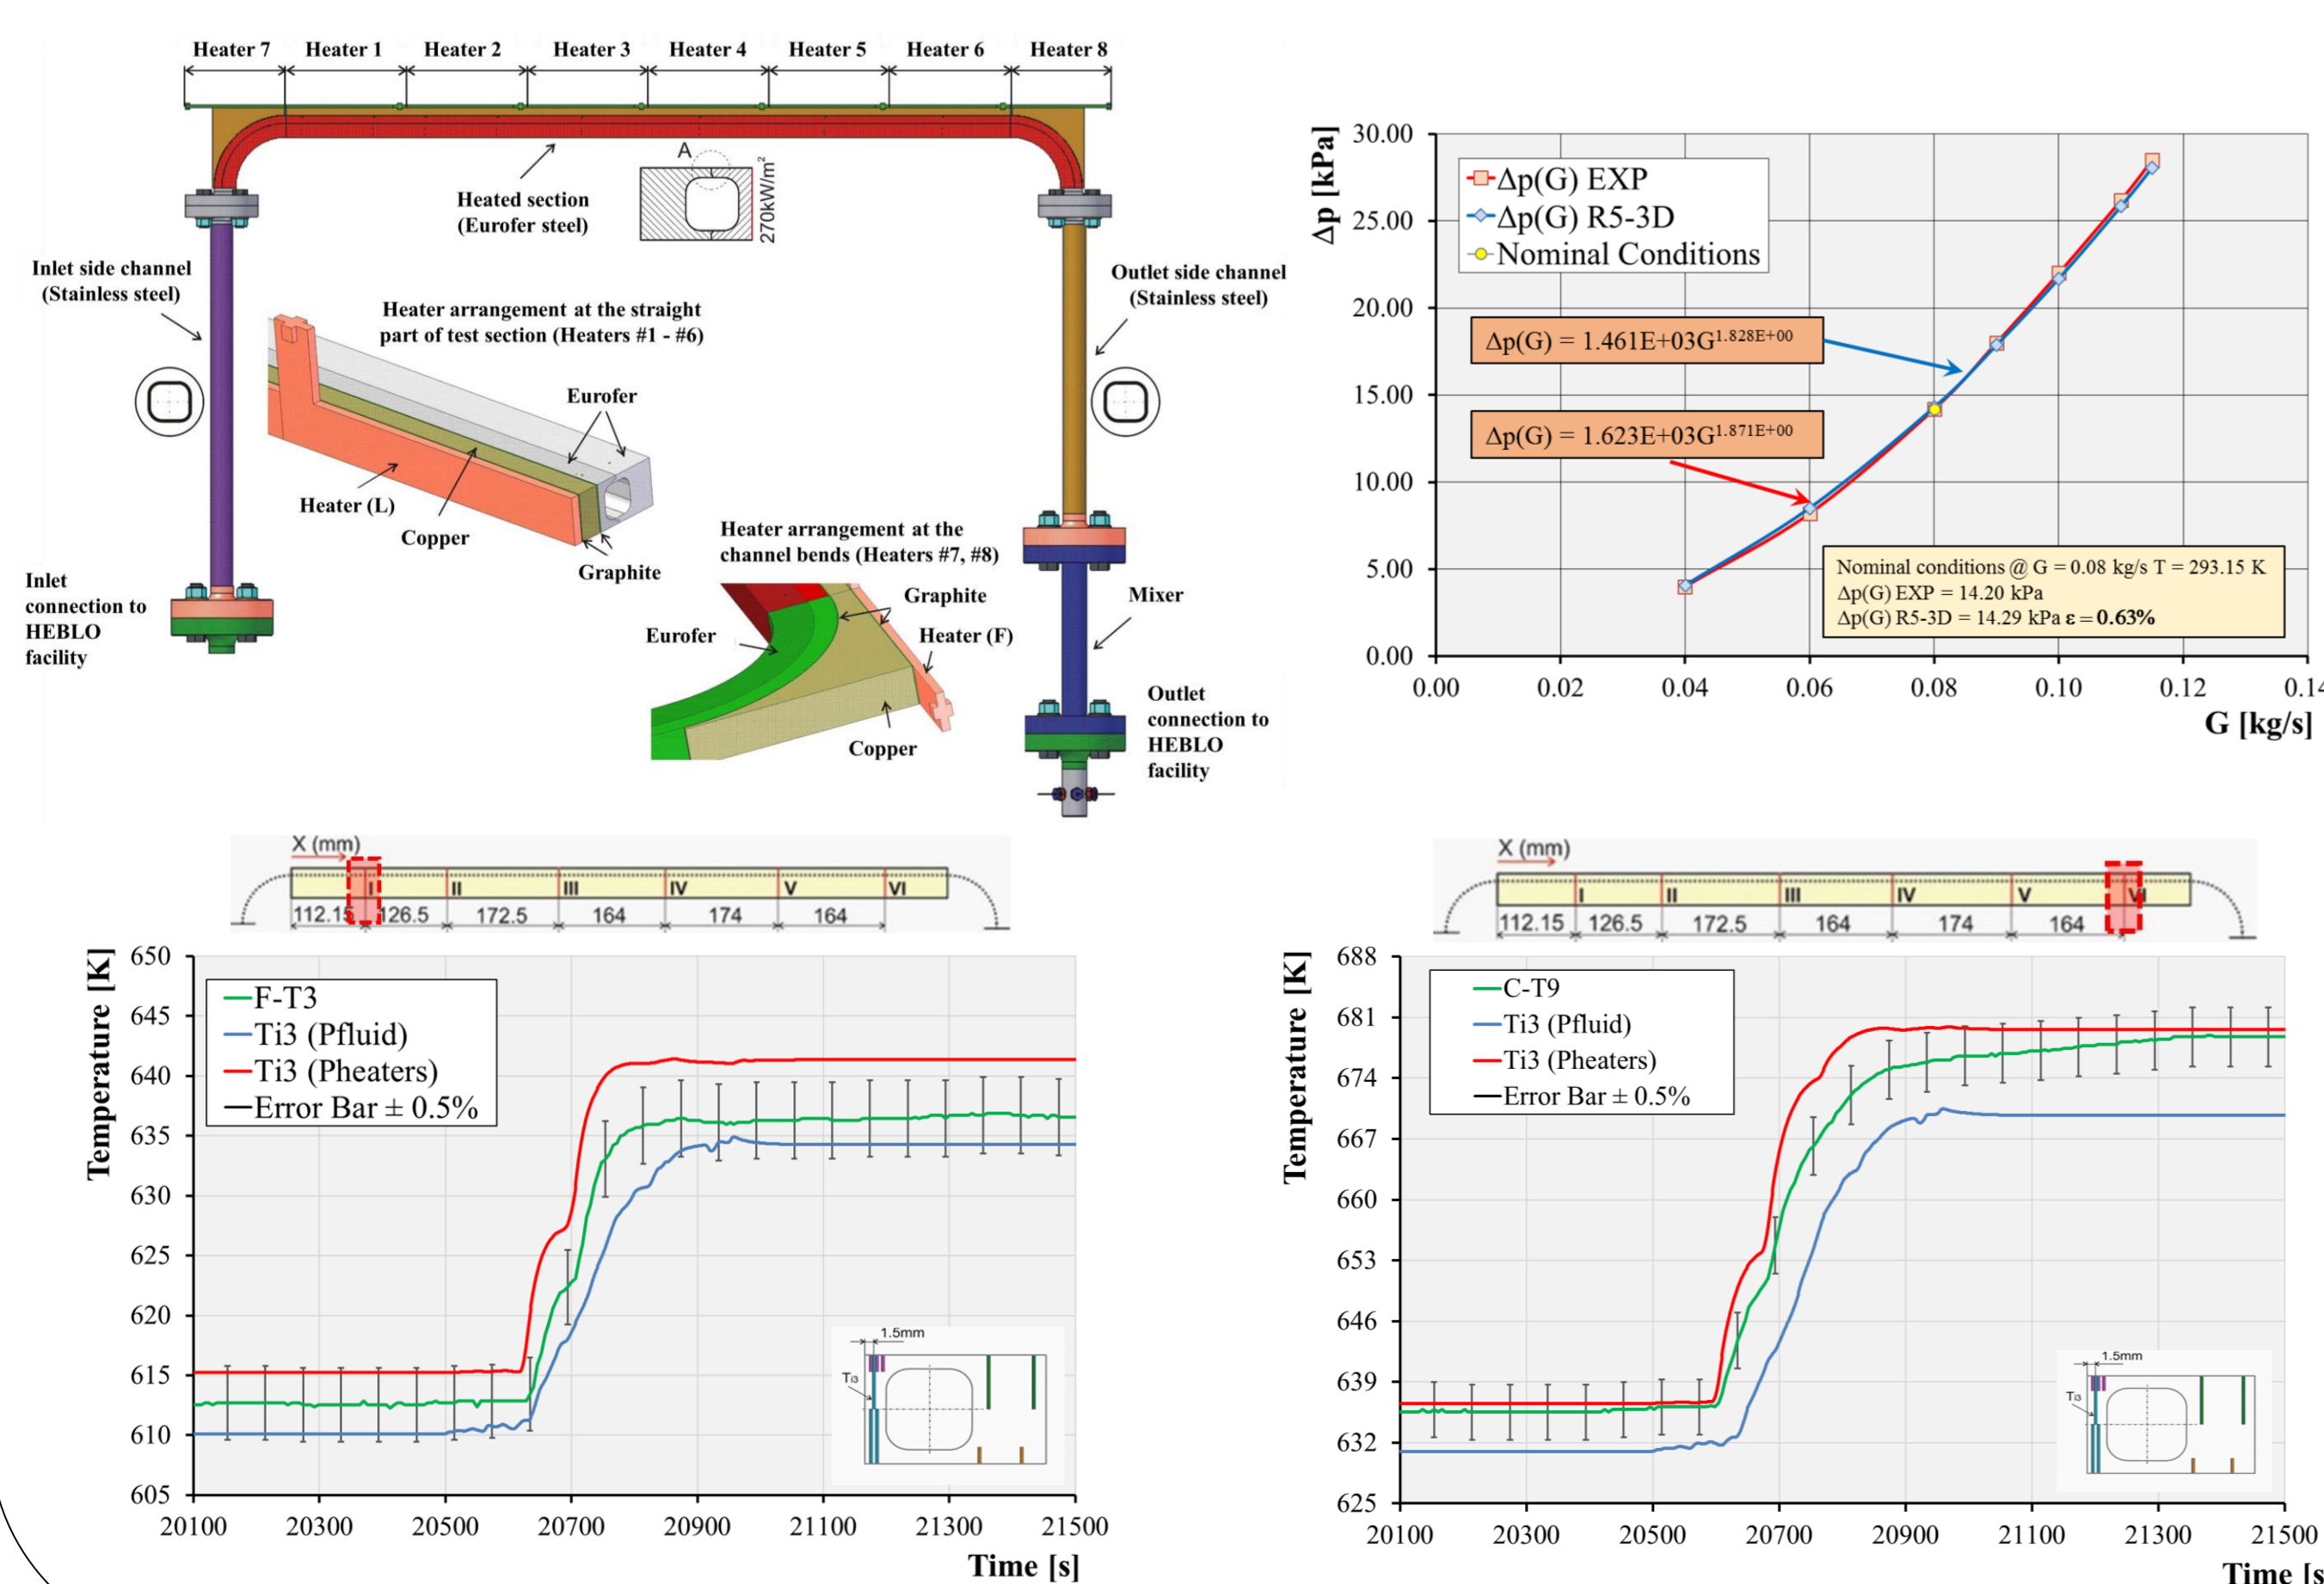 Heater 7 Heater 1 Heater 2 Heater 3 Heater 4 Heater 5 Heater 6 Heater 8
A
270kW/m²
Heated section
(Eurofer steel)
Inlet side channel
(Stainless steel)
Outlet side channel
(Stainless steel)
Heater arrangement at the straight
part of test section (Heaters #1 - #6)
Eurofer
Heater (L)
Copper
Graphite
Heater arrangement at the
channel bends (Heaters #7, #8)
Graphite
Eurofer
Heater (F)
Copper
Mixer
Inlet
connection to
HEBLO
facility
Outlet
connection to
HEBLO
facility
Δp [kPa]
30.00
25.00
20.00
15.00
10.00
5.00
0.00
Δp(G) EXP
Δp(G) R5-3D
Nominal Conditions
Δp(G) = 1.461E+03G^1.828E+00
Δp(G) = 1.623E+03G^1.871E+00
Nominal conditions @ G = 0.08 kg/s T = 293.15 K
Δp(G) EXP = 14.20 kPa
Δp(G) R5-3D = 14.29 kPa ε = 0.63%
0.00 0.02 0.04 0.06 0.08 0.10 0.12 0.14
G [kg/s]
X (mm)
I II III IV V VI
112.15 126.5 172.5 164 174 164
Temperature [K]
650
645
640
635
630
625
620
615
610
605
F-T3
Ti3 (Pfluid)
Ti3 (Pheaters)
Error Bar ± 0.5%
1.5mm
Ti3
20100 20300 20500 20700 20900 21100 21300 21500
Time [s]
X (mm)
I II III IV V VI
112.15 126.5 172.5 164 174 164
Temperature [K]
688
681
674
667
660
653
646
639
632
625
C-T9
Ti3 (Pfluid)
Ti3 (Pheaters)
Error Bar ± 0.5%
1.5mm
Ti3
20100 20300 20500 20700 20900 21100 21300 21500
Time [s